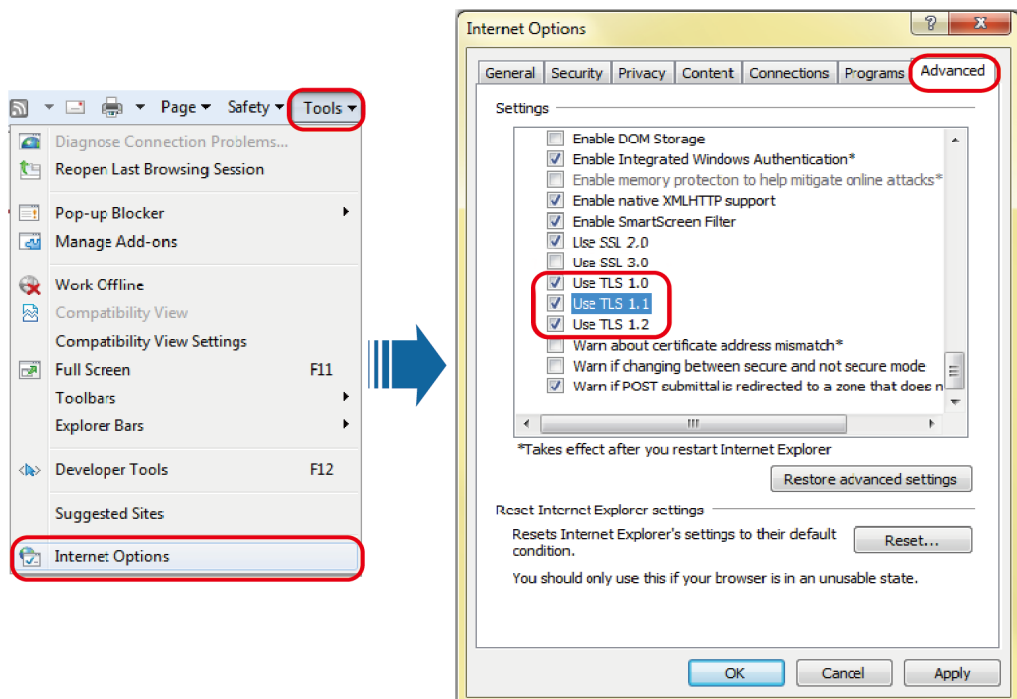 Page Safety Tools
Diagnose Connection Problems...
Reopen Last Browsing Session
Pop-up Blocker
Manage Add-ons
Work Offline
Compatibility View
Compatibility View Settings
Full Screen F11
Toolbars
Explorer Bars
Developer Tools F12
Suggested Sites
Internet Options
Internet Options
General Security Privacy Content Connections Programs Advanced
Settings
Enable DOM Storage
Enable Integrated Windows Authentication*
Enable memory protecton to help mitigate online attacks*
Enable native XMLHTTP support
Enable SmartScreen Filter
Use SSL 2.0
Use SSL 3.0
Use TLS 1.0
Use TLS 1.1
Use TLS 1.2
Warn about certificate address mismatch*
Warn if changing between secure and not secure mode
Warn if POST submittal is redirected to a zone that does n
*Takes effect after you restart Internet Explorer
Restore advanced settings
Reset Internet Explorer settings
Resets Internet Explorer's settings to their default
condition.
Reset...
You should only use this if your browser is in an unusable state.
OK Cancel Apply